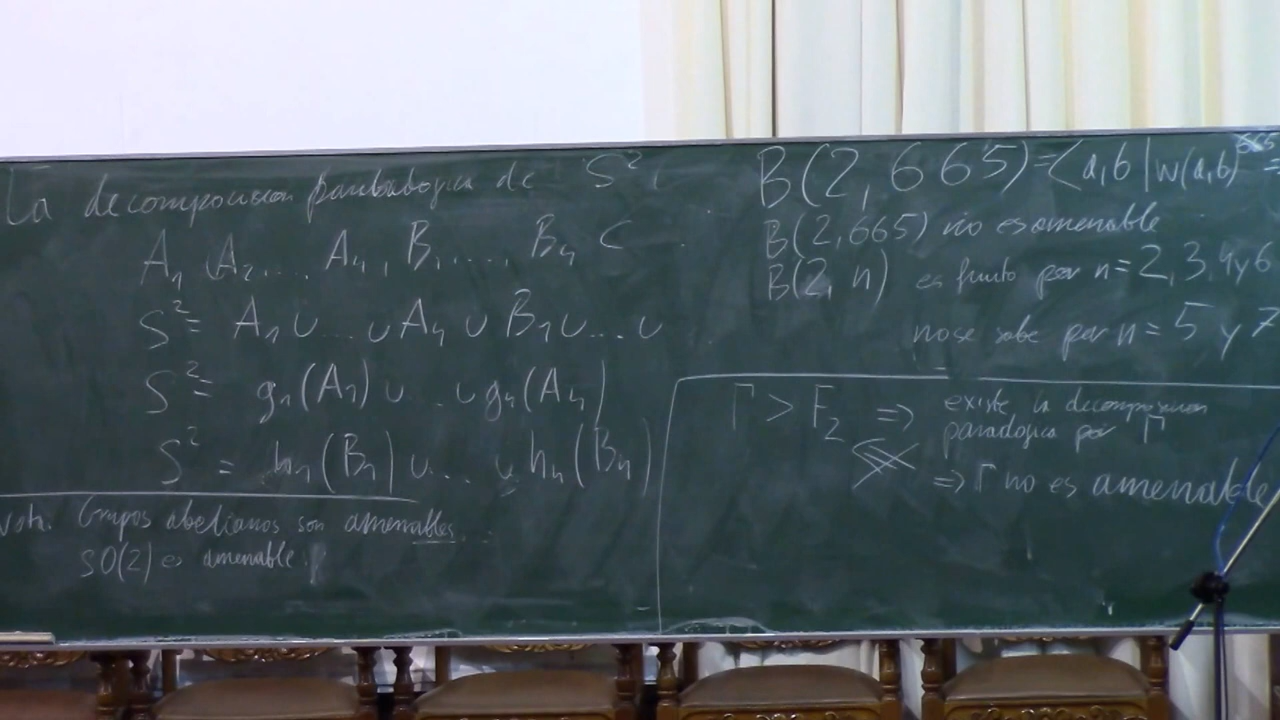 La decomposicion paradogica de S²
A₁ A₂ ... A₄, B₁, ..., B₄ C
S² = A₁ ∪ ... ∪ A₄ ∪ B₁ ∪ ... ∪
S² = g₁(A₁) ∪ ... ∪ g₄(A₄)
S² = h₁(B₁) ∪ ... ∪ h₄(B₄)
Nota. Grupos abelianos son amenables...
SO(2) es amenable.
B(2,665) = ⟨a,b | w(a,b)⁶⁶⁵ =
B(2,665) no es amenable
B(2, n) es finito por n = 2, 3, 4 y 6
no se sabe por n = 5 y 7
Γ > F₂ ⇒ existe la decomposicion
paradogica por Γ
⇒ Γ no es amenable